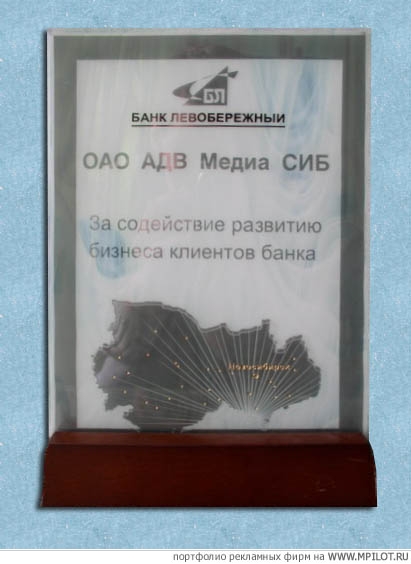 БЛ
БАНК ЛЕВОБЕРЕЖНЫЙ
ОАО АДВ Медиа СИБ
За содействие развитию
бизнеса клиентов банка
Новосибирск
портфолио рекламных фирм на WWW.MPILOT.RU